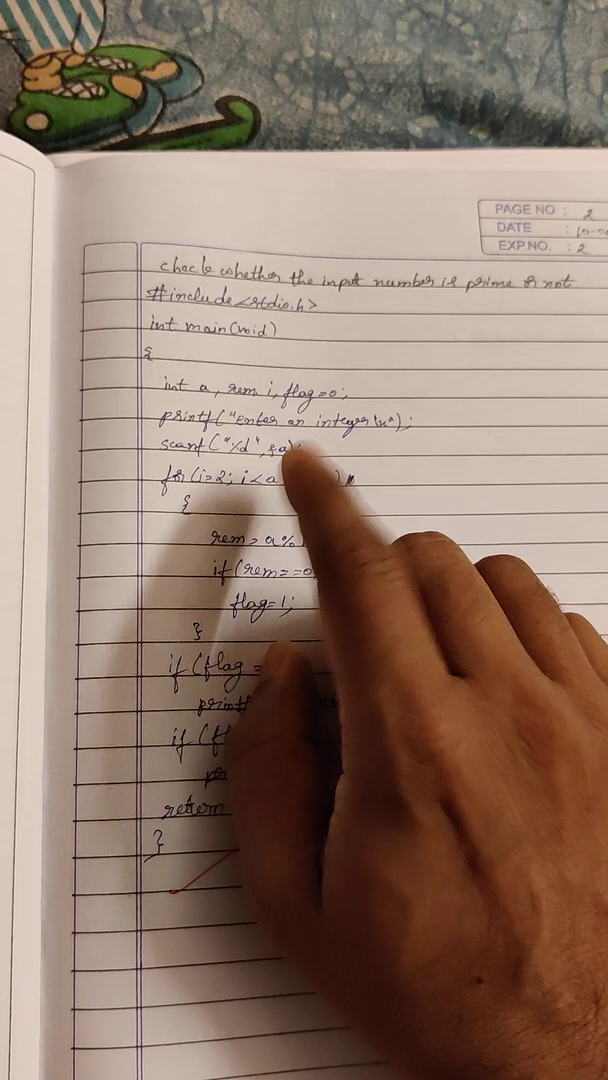 PAGE NO : 2
DATE :
EXP.NO. : 2
check whether the input number is prime or not
#include<stdio.h>
int main(void)
{
int a, rem, i, flag=0;
printf("Enter an integer\n");
scanf("%d", &a);
for(i=2; i<a
{
rem = a%
if(rem==0
flag=1;
}
if(flag =
printf
if(fl
pr
return
}